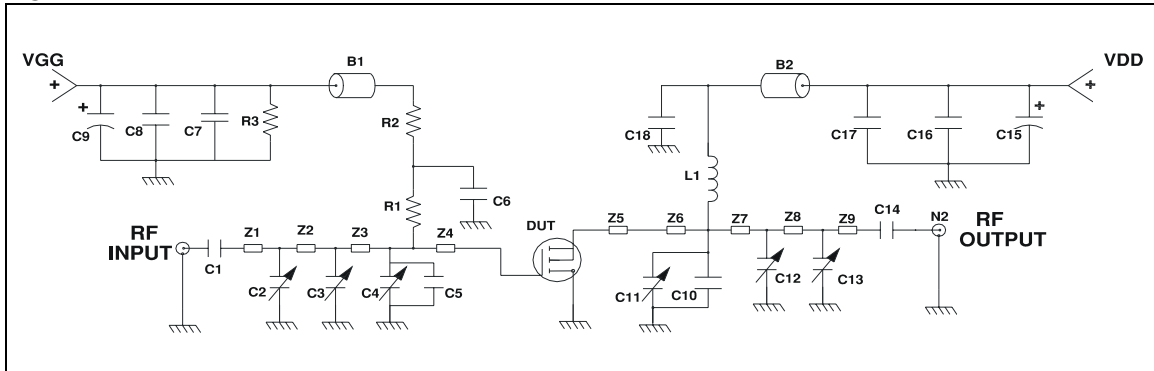 VGG
+
B1
B2
VDD
+
+
C9
C8
C7
R3
R2
C18
C17
C16
C15
+
R1
C6
L1
RF
INPUT
Z1
Z2
Z3
Z4
DUT
Z5
Z6
Z7
Z8
Z9
C14
N2
RF
OUTPUT
C1
C2
C3
C4
C5
C11
C10
C12
C13